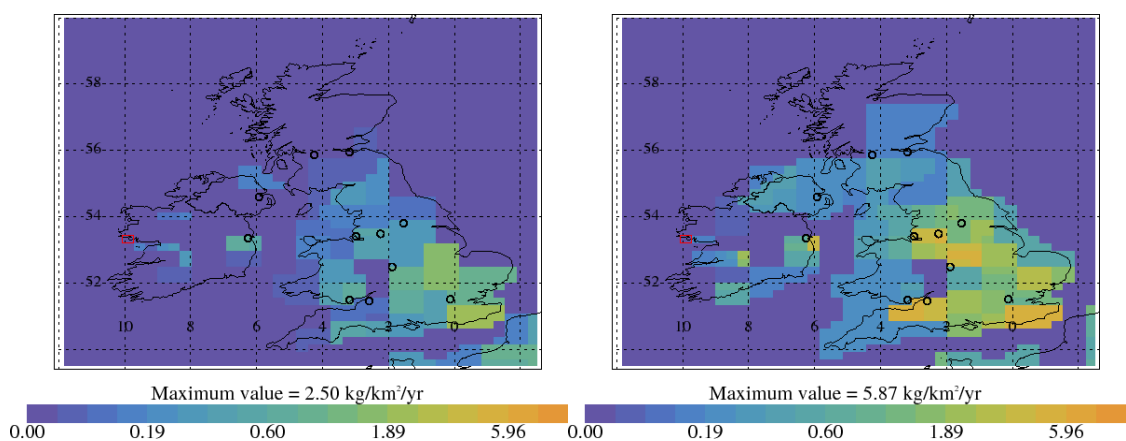 58 58
56 56
54 54
52 52
10 8 6 4 2 0 10 8 6 4 2 0
Maximum value = 2.50 kg/km²/yr Maximum value = 5.87 kg/km²/yr
0.00 0.19 0.60 1.89 5.96 0.00 0.19 0.60 1.89 5.96